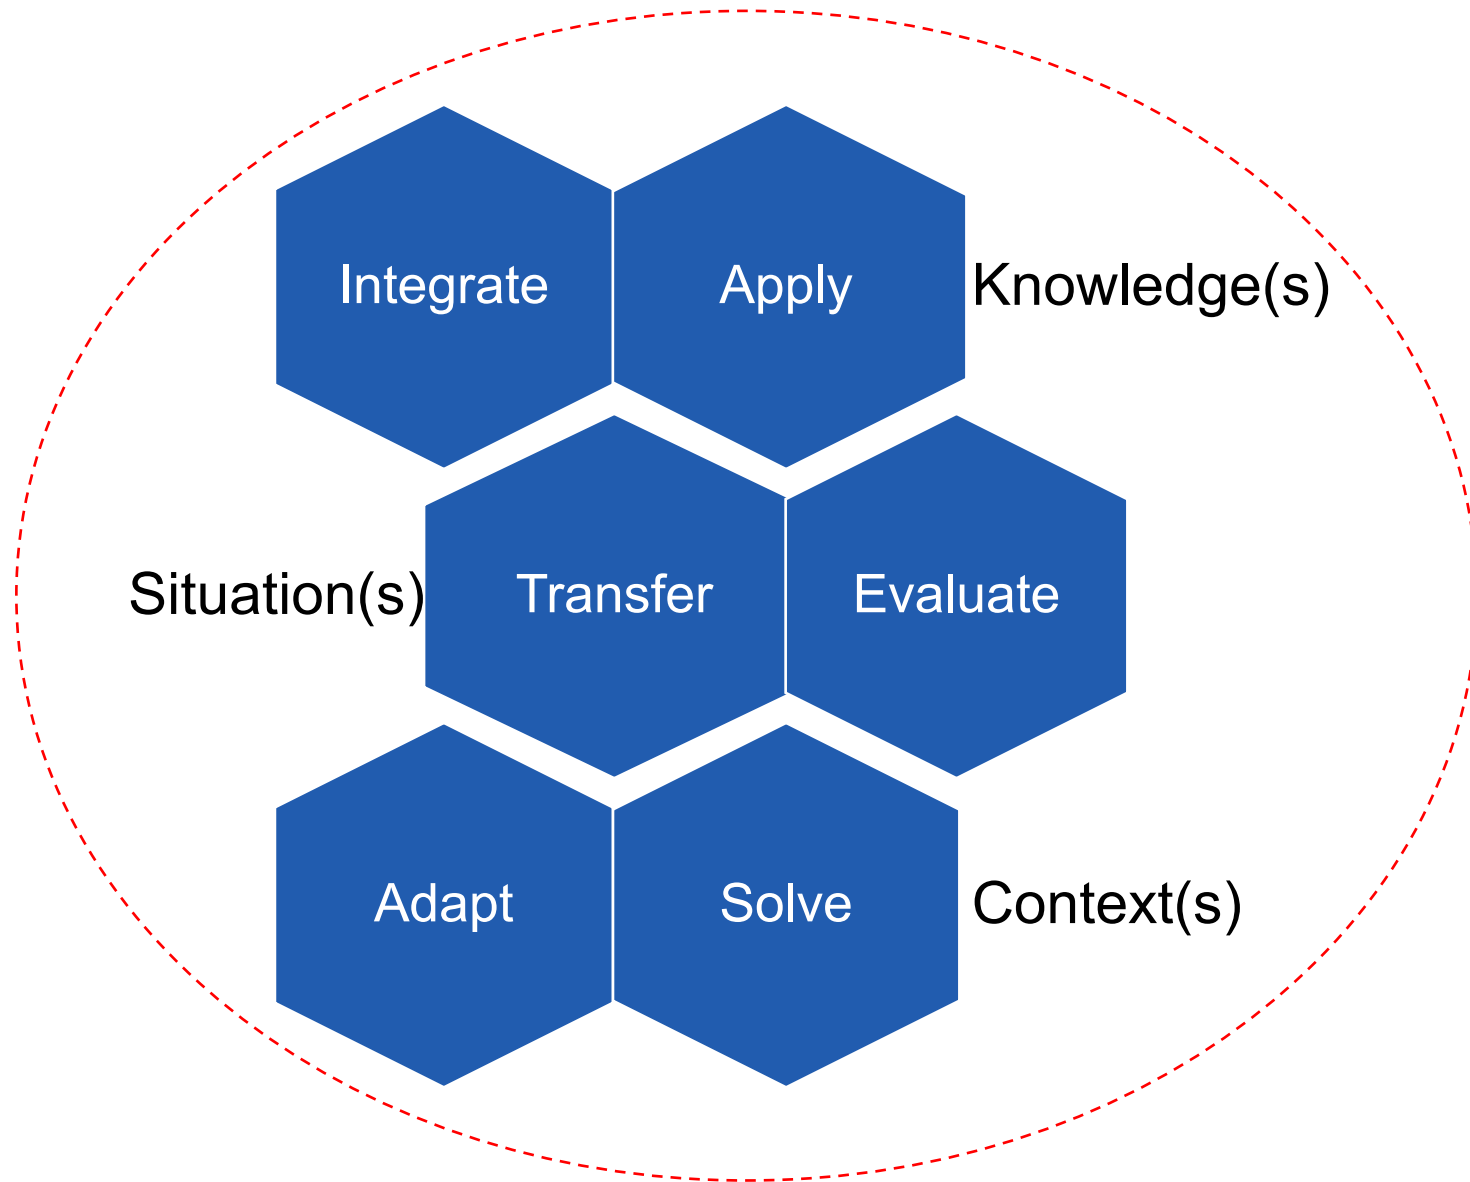 Integrate Apply Knowledge(s)
Situation(s) Transfer Evaluate
Adapt Solve Context(s)